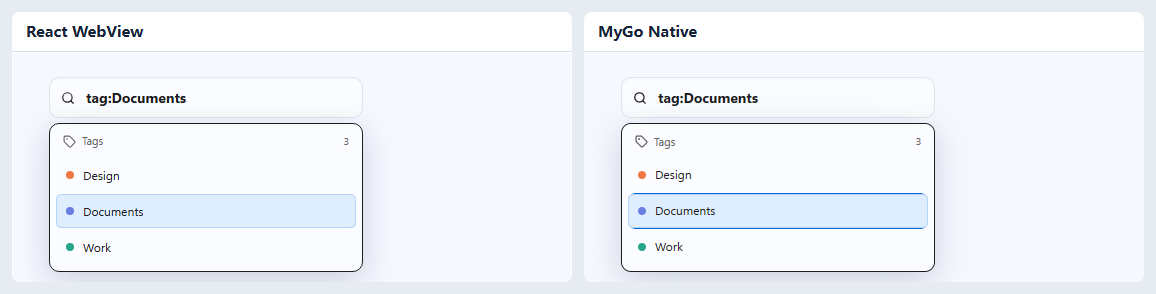 React WebView
tag:Documents
Tags 3
Design
Documents
Work
MyGo Native
tag:Documents
Tags 3
Design
Documents
Work